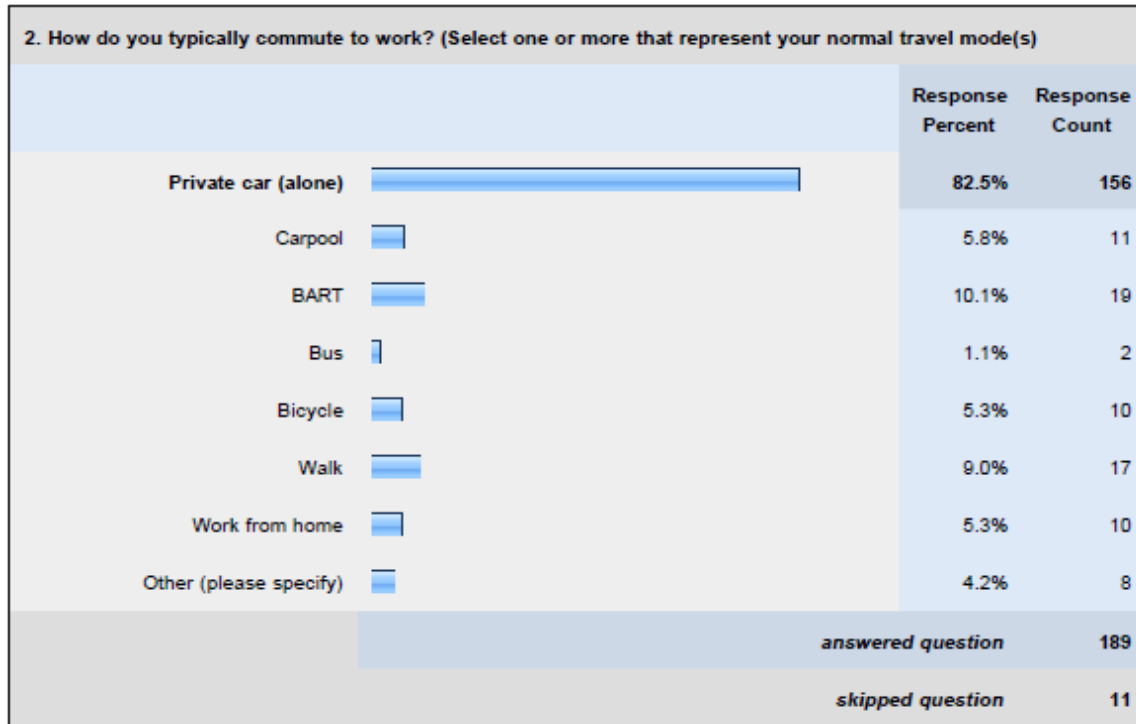 2. How do you typically commute to work? (Select one or more that represent your normal travel mode(s)
Response Percent Response Count
Private car (alone) 82.5% 156
Carpool 5.8% 11
BART 10.1% 19
Bus 1.1% 2
Bicycle 5.3% 10
Walk 9.0% 17
Work from home 5.3% 10
Other (please specify) 4.2% 8
answered question 189
skipped question 11